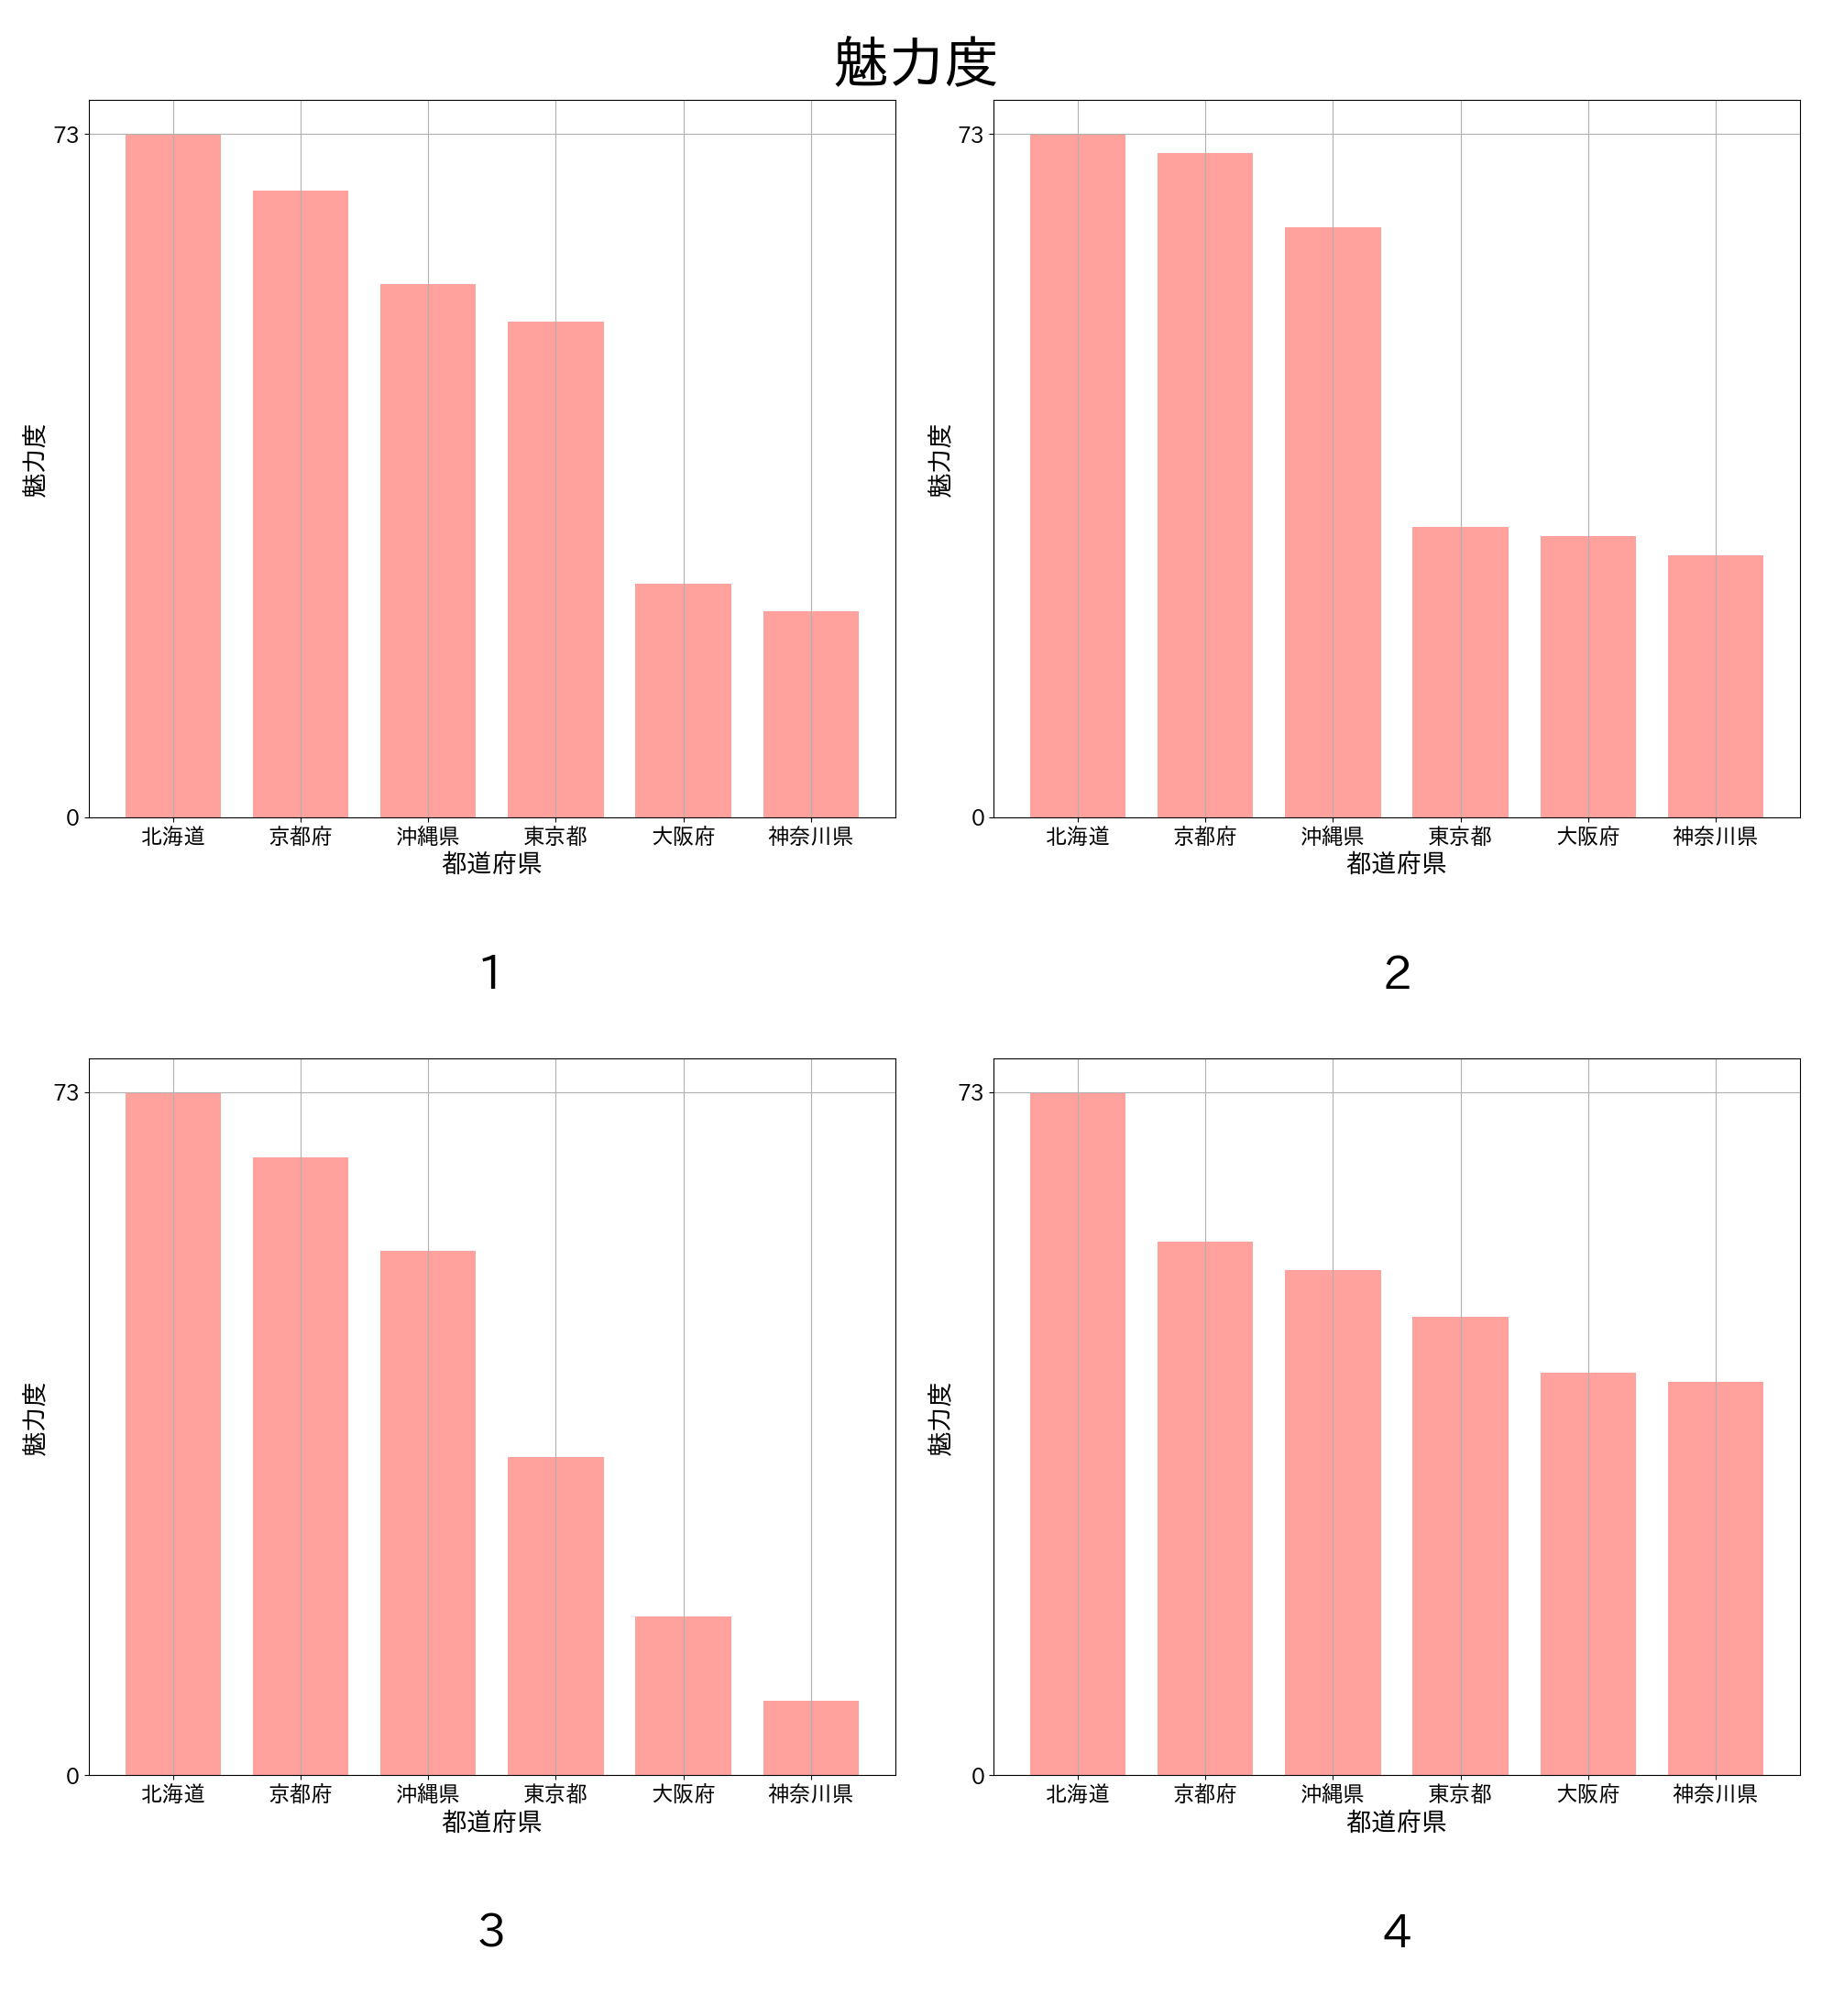 魅力度
73
0
魅力度
北海道 京都府 沖縄県 東京都 大阪府 神奈川県
都道府県
1
73
0
魅力度
北海道 京都府 沖縄県 東京都 大阪府 神奈川県
都道府県
2
73
0
魅力度
北海道 京都府 沖縄県 東京都 大阪府 神奈川県
都道府県
3
73
0
魅力度
北海道 京都府 沖縄県 東京都 大阪府 神奈川県
都道府県
4